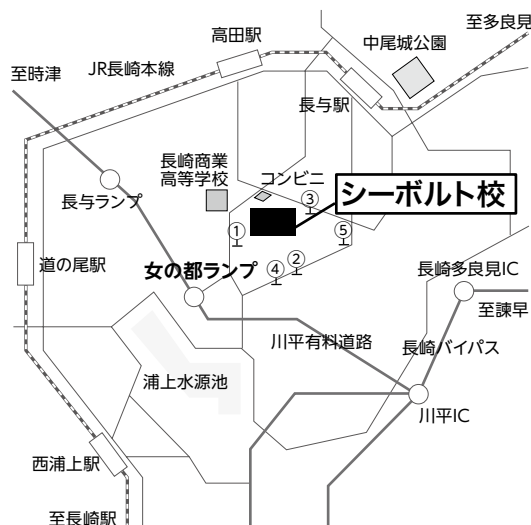 至多良見
高田駅
中尾城公園
至時津
JR長崎本線
長与駅
長崎商業
高等学校
コンビニ
シーボルト校
長与ランプ
③
①
⑤
道の尾駅
女の都ランプ
④
②
長崎多良見IC
至諫早
川平有料道路
長崎バイパス
浦上水源池
川平IC
西浦上駅
至長崎駅